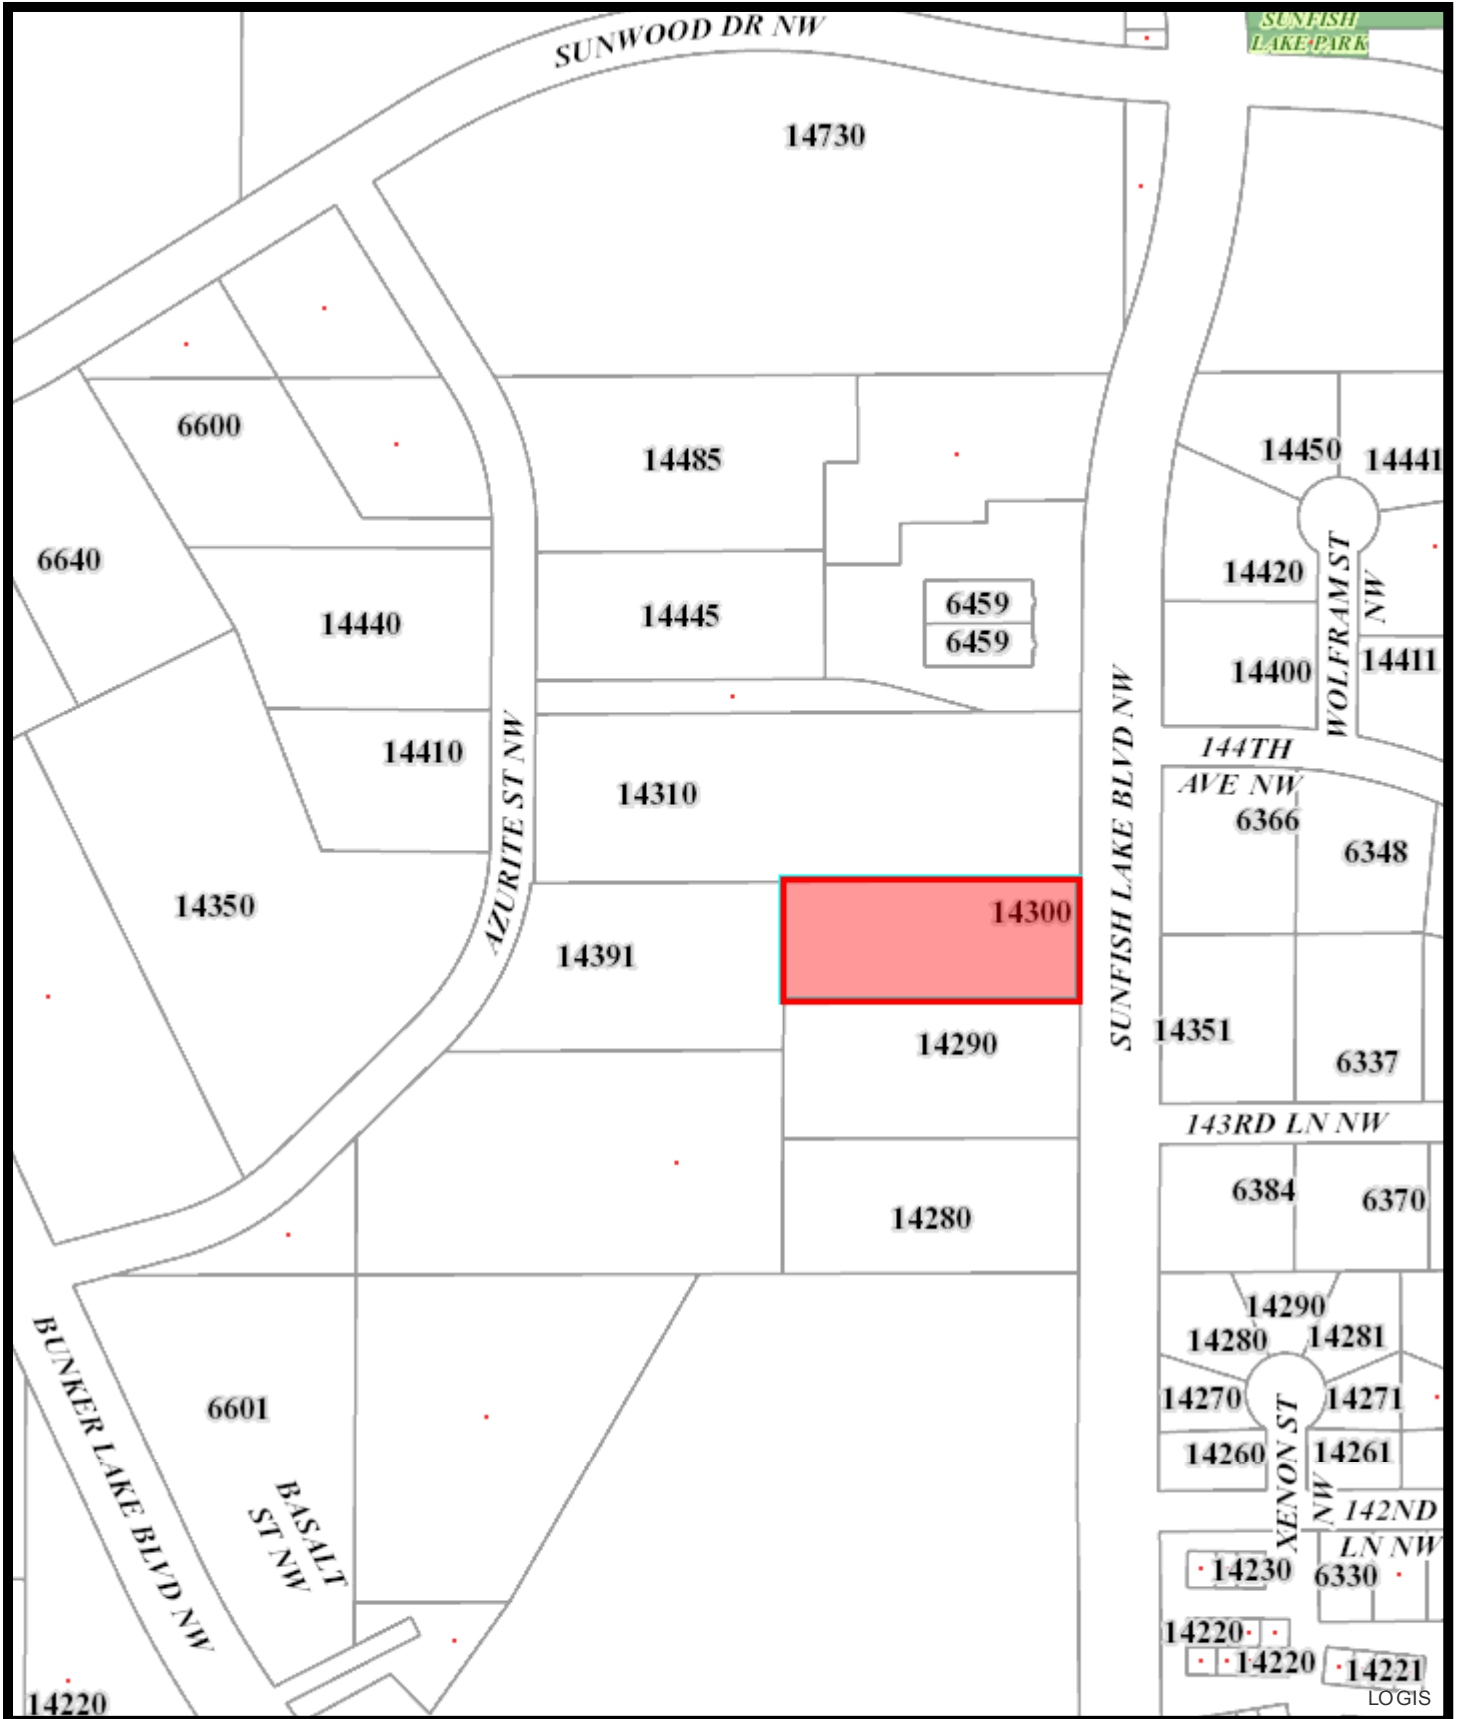 SUNWOOD DR NW
SUNFISH
LAKE PARK
14730
6600
14485
14450
14441
6640
14440
14445
6459
6459
14420
WOLFRAM ST
NW
14400
14411
14410
14310
AZURITE ST NW
SUNFISH LAKE BLVD NW
144TH
AVE NW
6366
6348
14350
14391
14300
14290
14351
6337
143RD LN NW
14280
6384
6370
14290
14280
14281
14270
14271
14260
14261
XENON ST
NW
142ND
LN NW
6601
BUNKER LAKE BLVD NW
BASALT
ST NW
14230
6330
14220
14220
14221
14220
LOGIS